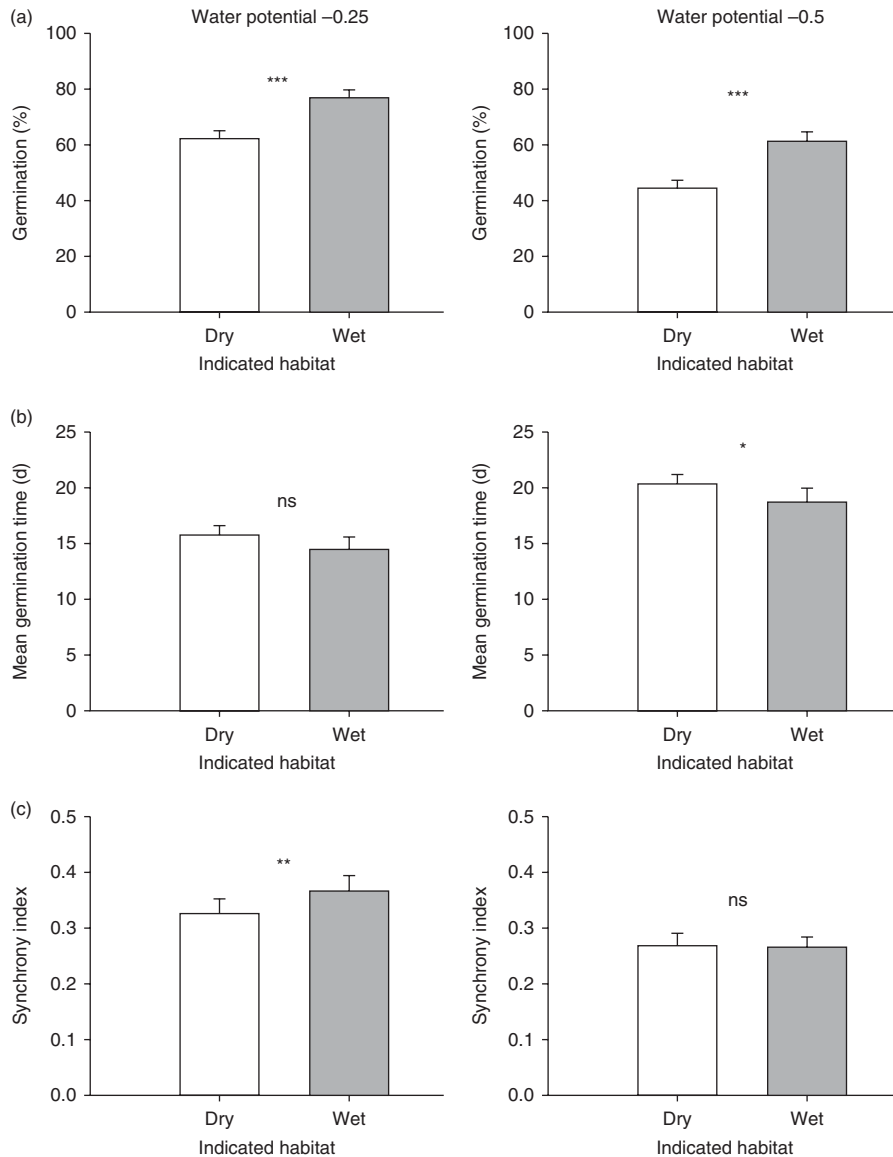 (a)
Water potential –0.25
Water potential –0.5
100
80
60
40
20
0
Germination (%)
***
Dry
Wet
Indicated habitat
100
80
60
40
20
0
Germination (%)
***
Dry
Wet
Indicated habitat
(b)
25
20
15
10
5
0
Mean germination time (d)
ns
Dry
Wet
Indicated habitat
25
20
15
10
5
0
Mean germination time (d)
*
Dry
Wet
Indicated habitat
(c)
0.5
0.4
0.3
0.2
0.1
0.0
Synchrony index
**
Dry
Wet
Indicated habitat
0.5
0.4
0.3
0.2
0.1
0.0
Synchrony index
ns
Dry
Wet
Indicated habitat